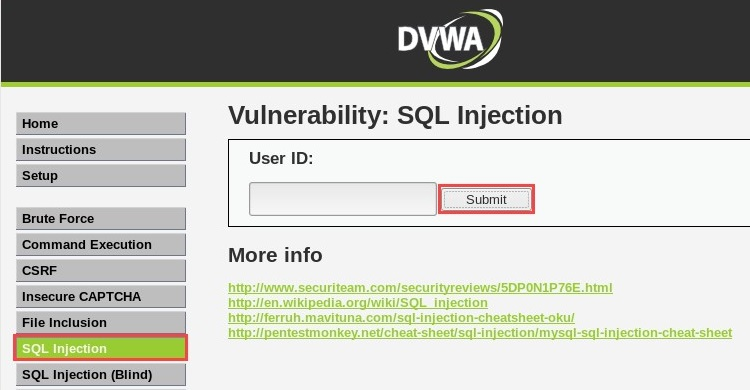 DVWA
Home
Instructions
Setup
Brute Force
Command Execution
CSRF
Insecure CAPTCHA
File Inclusion
SQL Injection
SQL Injection (Blind)
Vulnerability: SQL Injection
User ID:
Submit
More info
http://www.securiteam.com/securityreviews/5DP0N1P76E.html
http://en.wikipedia.org/wiki/SQL_injection
http://ferruh.mavituna.com/sql-injection-cheatsheet-oku/
http://pentestmonkey.net/cheat-sheet/sql-injection/mysql-sql-injection-cheat-sheet